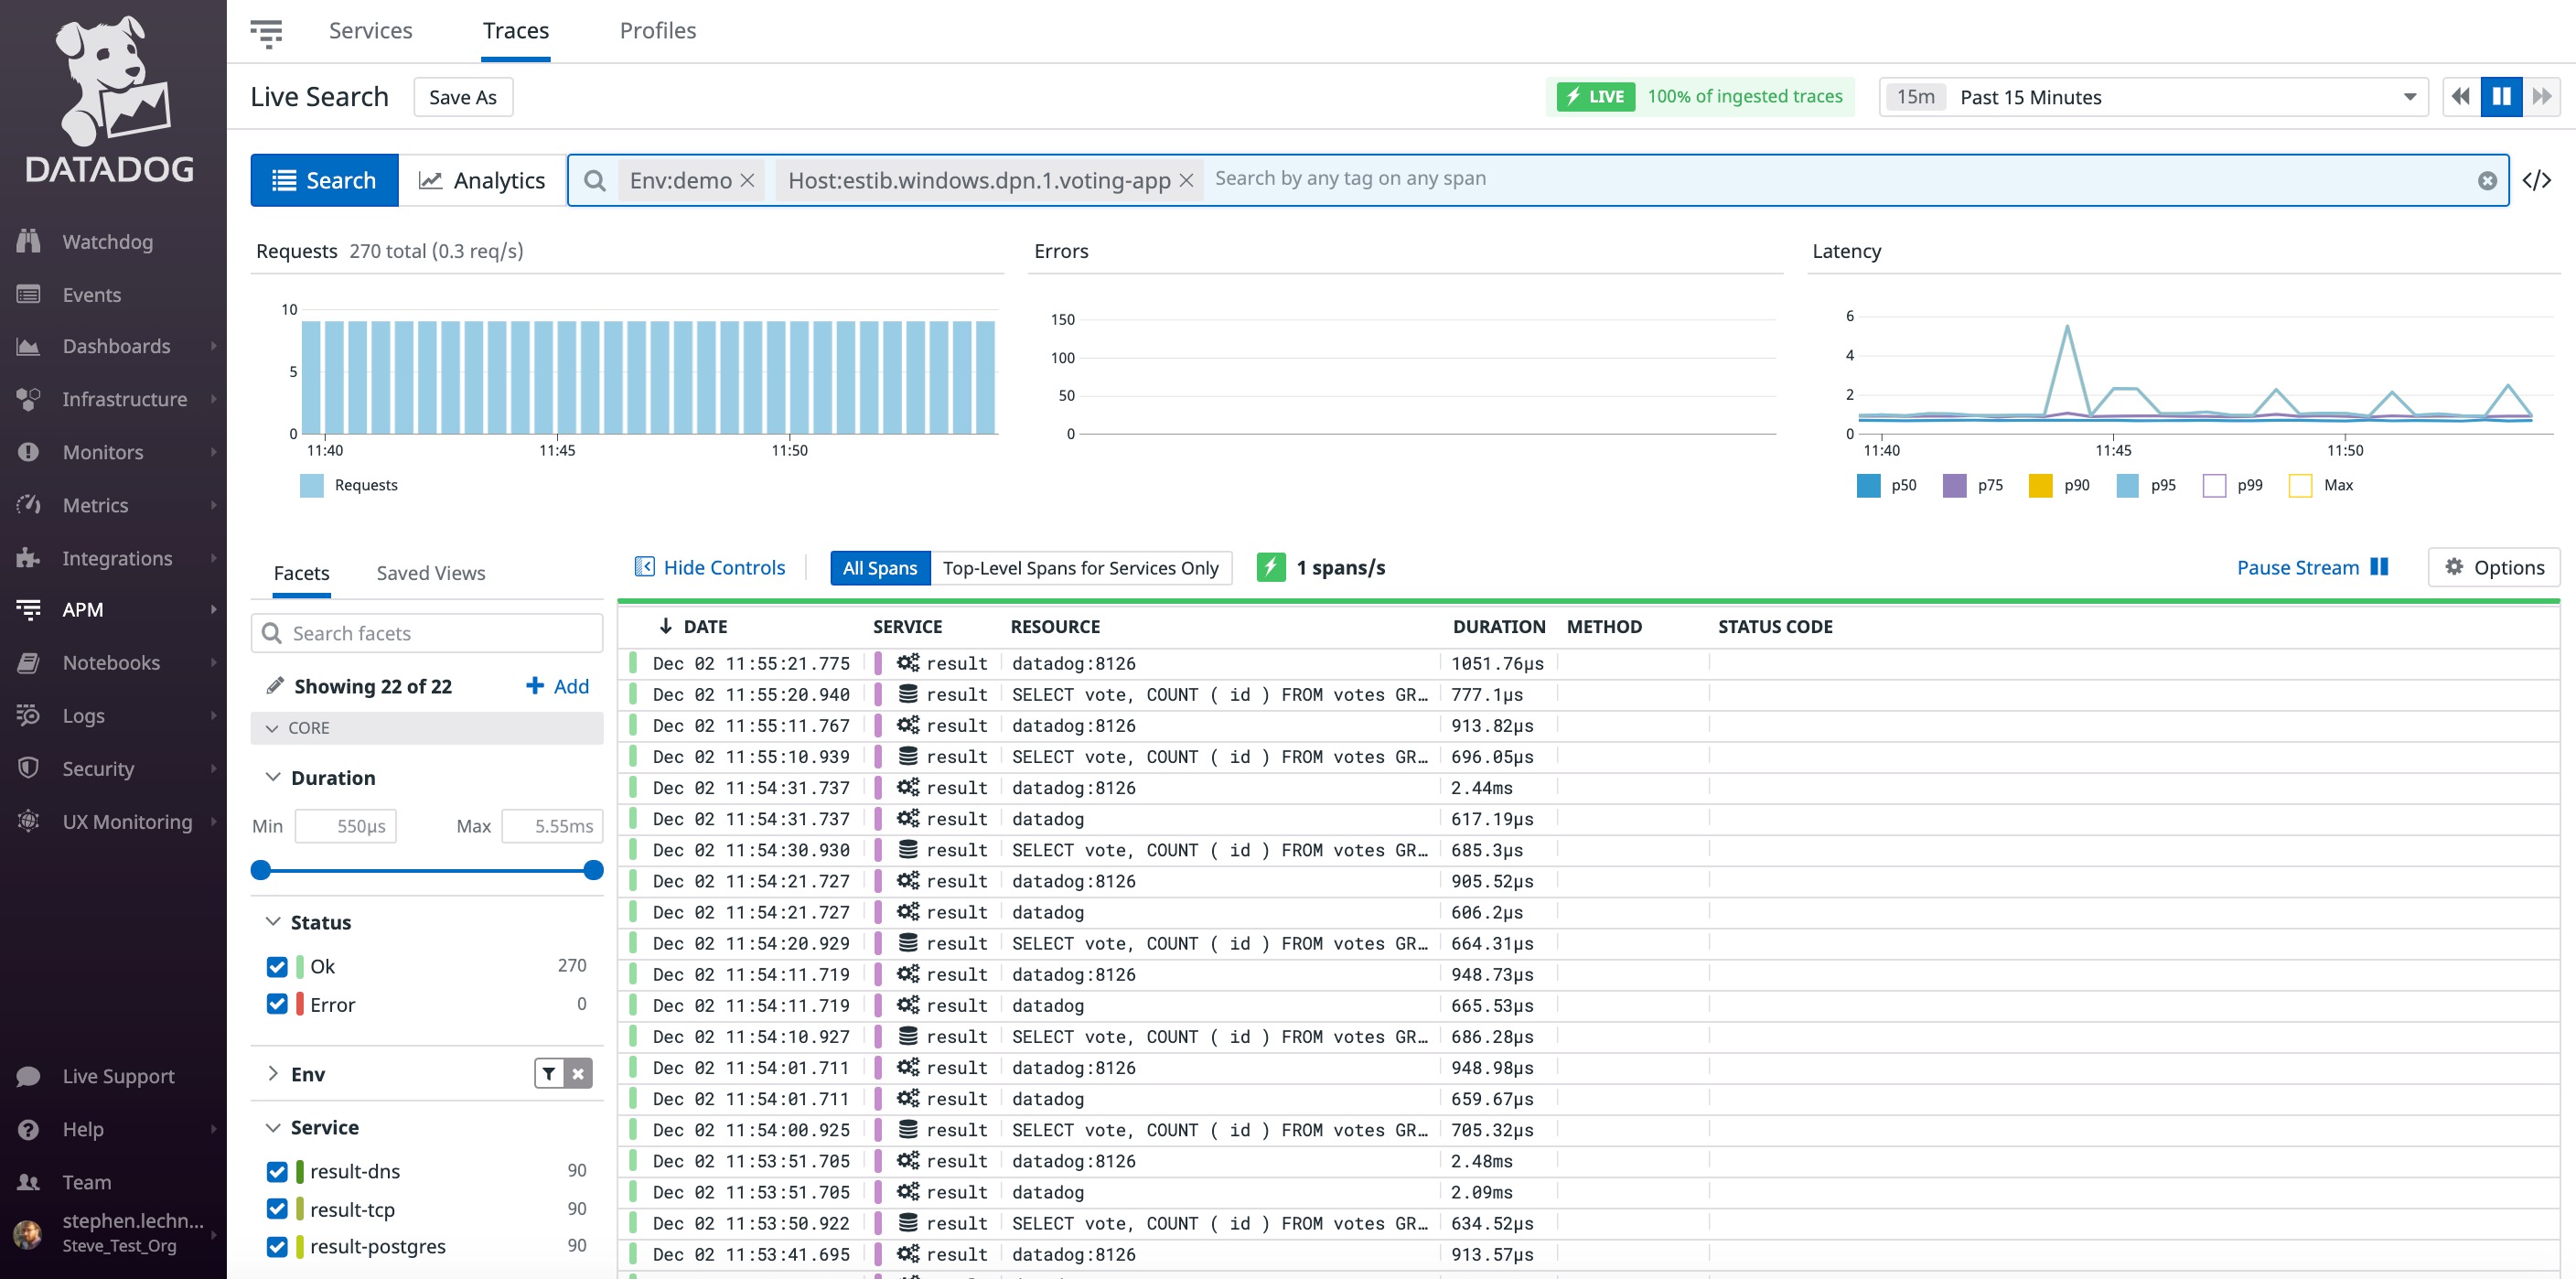 DATADOG
Watchdog
Events
Dashboards
Infrastructure
Monitors
Metrics
Integrations
APM
Notebooks
Logs
Security
UX Monitoring
Live Support
Help
Team
stephen.lechn...
Steve_Test_Org
Services Traces Profiles
Live Search Save As LIVE 100% of ingested traces 15m Past 15 Minutes
Search Analytics Env:demo Host:estib.windows.dpn.1.voting-app Search by any tag on any span </>
Requests 270 total (0.3 req/s)
10
5
0
11:40 11:45 11:50
Requests
Errors
150
100
50
0
Latency
6
4
2
0
11:40 11:45 11:50
p50 p75 p90 p95 p99 Max
Facets Saved Views
Search facets
Showing 22 of 22 Add
CORE
Duration
Min 550µs Max 5.55ms
Status
Ok 270
Error 0
Env
Service
result-dns 90
result-tcp 90
result-postgres 90
Hide Controls All Spans Top-Level Spans for Services Only 1 spans/s Pause Stream Options
DATE SERVICE RESOURCE DURATION METHOD STATUS CODE
Dec 02 11:55:21.775 result datadog:8126 1051.76µs
Dec 02 11:55:20.940 result SELECT vote, COUNT ( id ) FROM votes GR… 777.1µs
Dec 02 11:55:11.767 result datadog:8126 913.82µs
Dec 02 11:55:10.939 result SELECT vote, COUNT ( id ) FROM votes GR… 696.05µs
Dec 02 11:54:31.737 result datadog:8126 2.44ms
Dec 02 11:54:31.737 result datadog 617.19µs
Dec 02 11:54:30.930 result SELECT vote, COUNT ( id ) FROM votes GR… 685.3µs
Dec 02 11:54:21.727 result datadog:8126 905.52µs
Dec 02 11:54:21.727 result datadog 606.2µs
Dec 02 11:54:20.929 result SELECT vote, COUNT ( id ) FROM votes GR… 664.31µs
Dec 02 11:54:11.719 result datadog:8126 948.73µs
Dec 02 11:54:11.719 result datadog 665.53µs
Dec 02 11:54:10.927 result SELECT vote, COUNT ( id ) FROM votes GR… 686.28µs
Dec 02 11:54:01.711 result datadog:8126 948.98µs
Dec 02 11:54:01.711 result datadog 659.67µs
Dec 02 11:54:00.925 result SELECT vote, COUNT ( id ) FROM votes GR… 705.32µs
Dec 02 11:53:51.705 result datadog:8126 2.48ms
Dec 02 11:53:51.705 result datadog 2.09ms
Dec 02 11:53:50.922 result SELECT vote, COUNT ( id ) FROM votes GR… 634.52µs
Dec 02 11:53:41.695 result datadog:8126 913.57µs